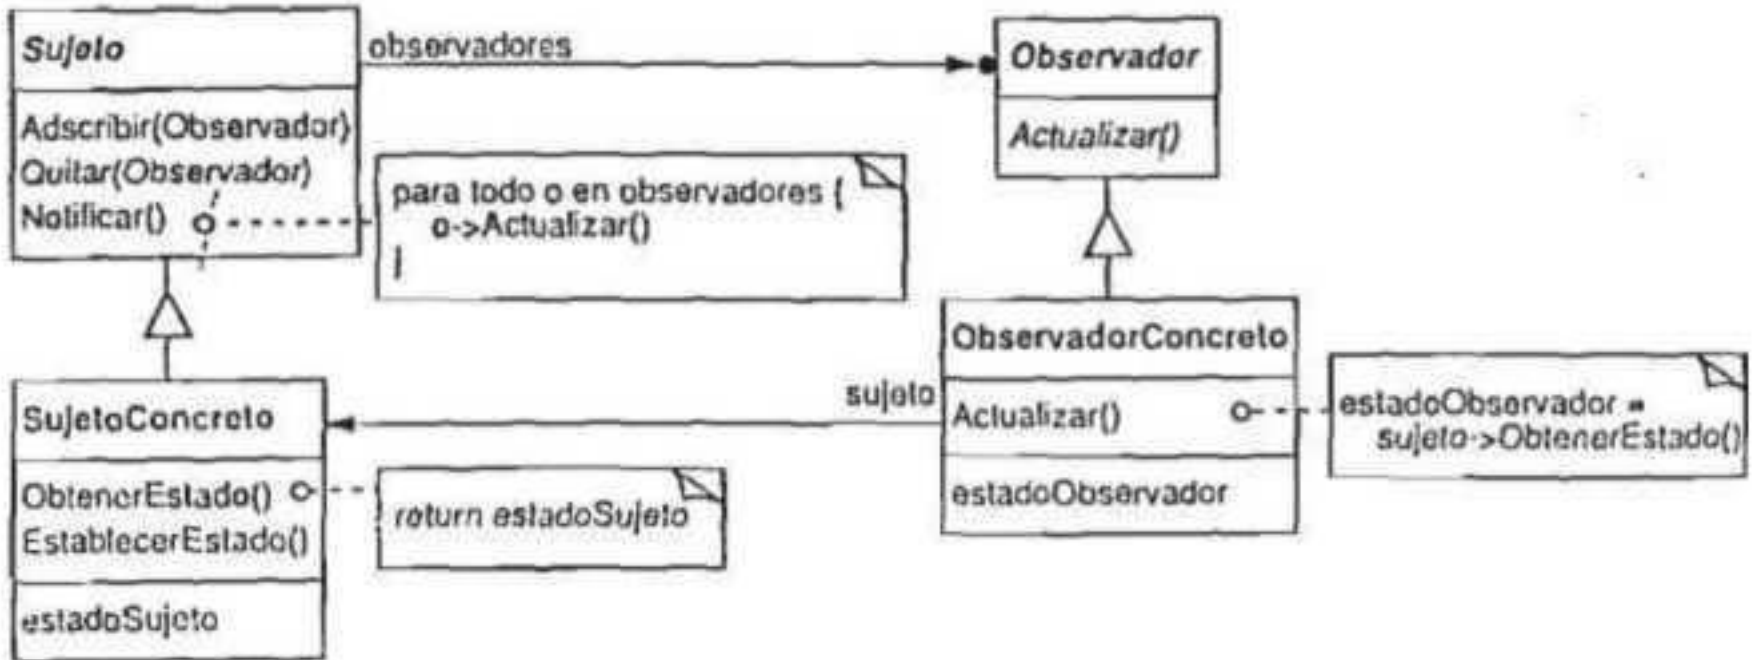 Sujeto
Adscribir(Observador)
Quitar(Observador)
Notificar()
observadores
Observador
Actualizar()
para todo o en observadores {
o->Actualizar()
}
SujetoConcreto
ObtenerEstado()
EstablecerEstado()
estadoSujeto
return estadoSujeto
sujeto
ObservadorConcreto
Actualizar()
estadoObservador
estadoObservador =
sujeto->ObtenerEstado()